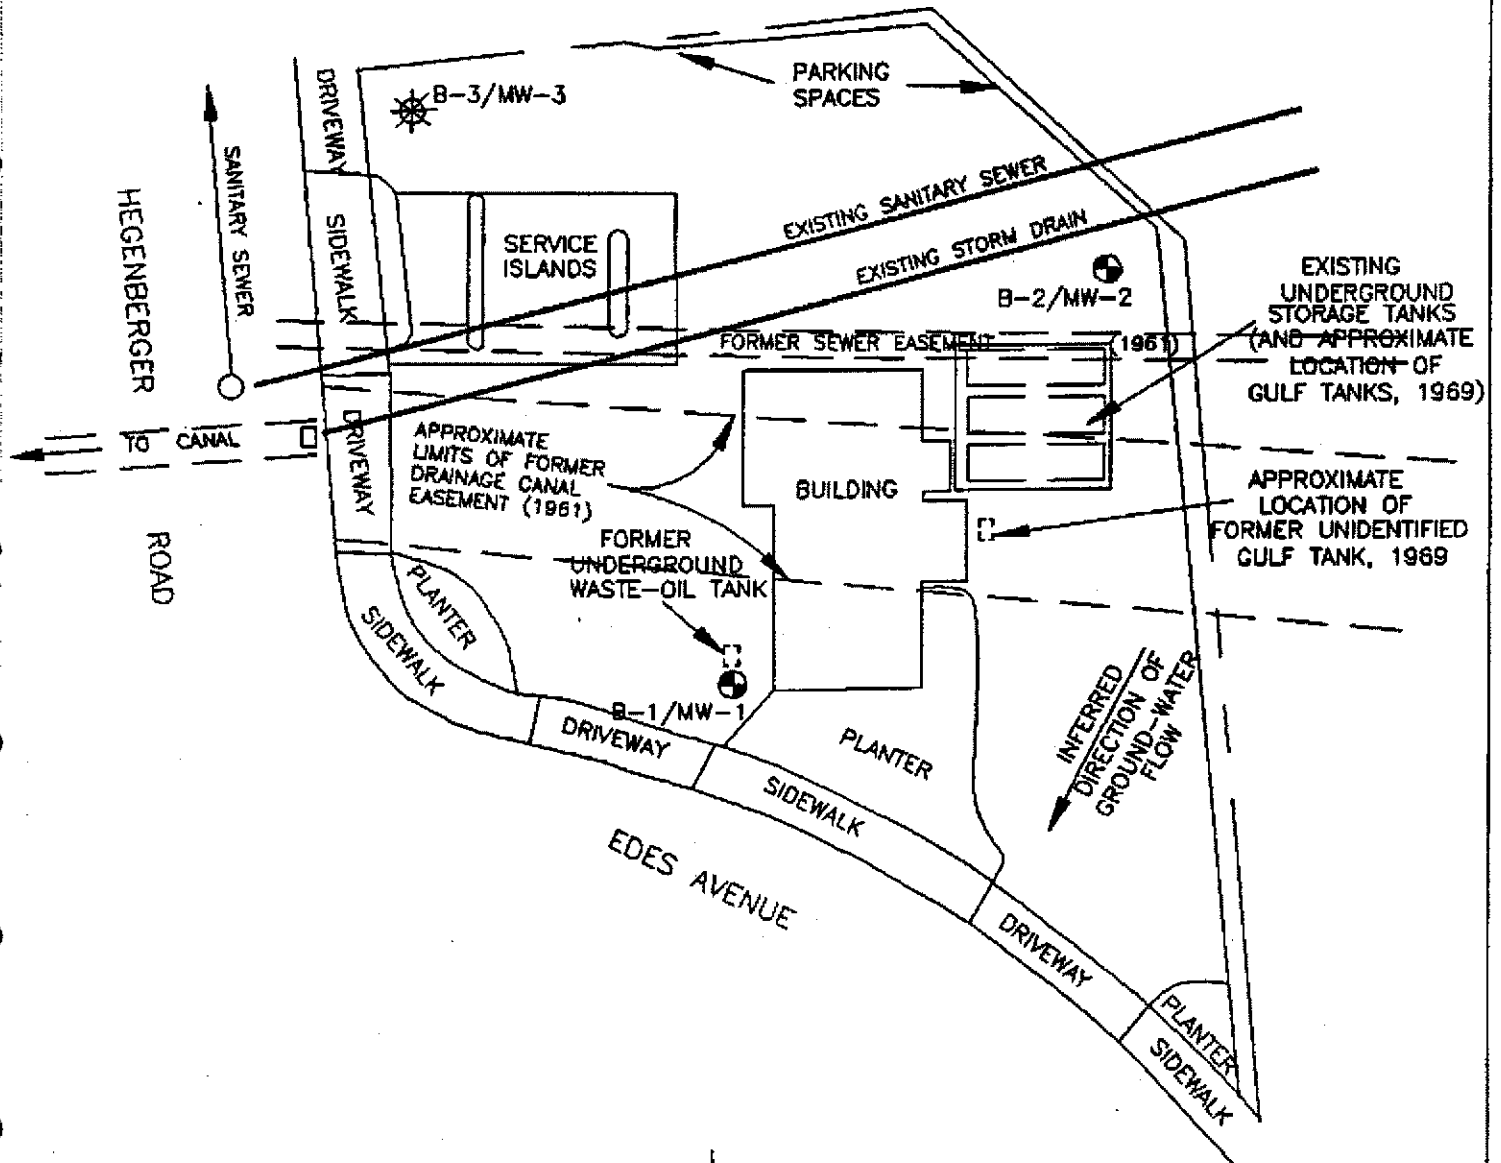 DRIVEWAY
B-3/MW-3
PARKING
SPACES
SANITARY SEWER
HEGENBERGER
ROAD
SIDEWALK
SERVICE
ISLANDS
EXISTING SANITARY SEWER
EXISTING STORM DRAIN
B-2/MW-2
EXISTING
UNDERGROUND
STORAGE TANKS
(AND APPROXIMATE
LOCATION OF
GULF TANKS, 1969)
FORMER SEWER EASEMENT (1961)
TO CANAL
DRIVEWAY
APPROXIMATE
LIMITS OF FORMER
DRAINAGE CANAL
EASEMENT (1961)
BUILDING
APPROXIMATE
LOCATION OF
FORMER UNIDENTIFIED
GULF TANK, 1969
FORMER
UNDERGROUND
WASTE-OIL TANK
PLANTER
SIDEWALK
B-1/MW-1
DRIVEWAY
PLANTER
INFERRED
DIRECTION OF
GROUND-WATER
FLOW
SIDEWALK
EDES AVENUE
DRIVEWAY
PLANTER
SIDEWALK